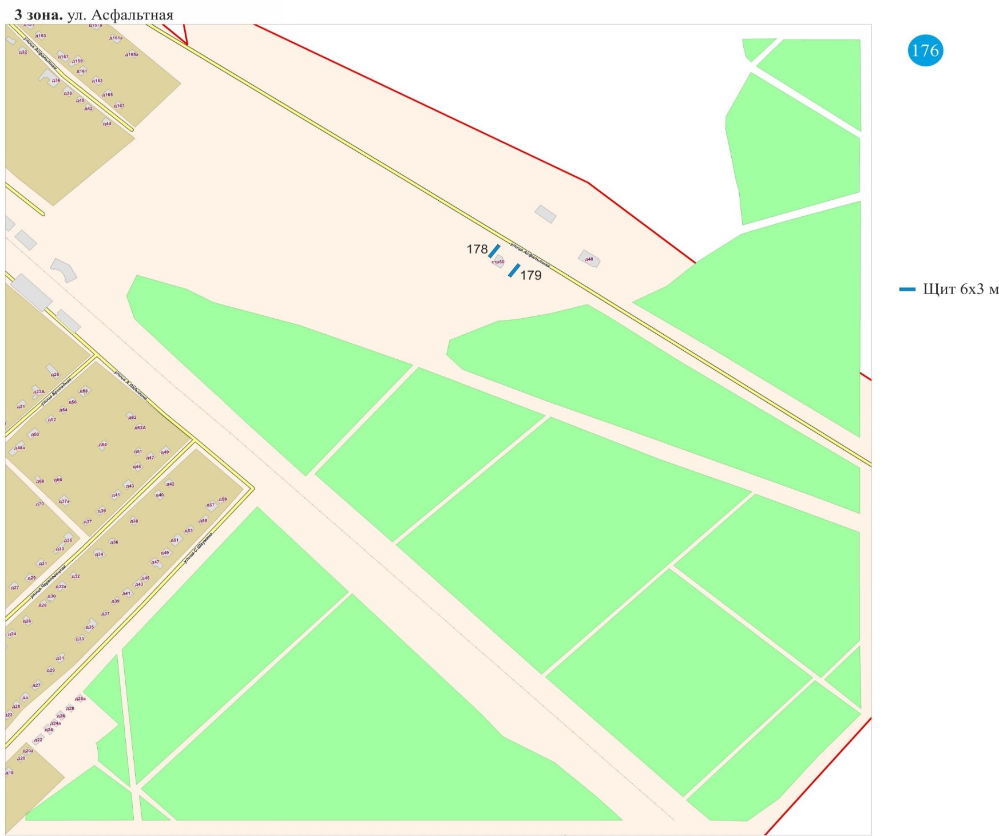 3 зона. ул. Асфальтная
176
д153
д161а
д32
улица Асфальтная
д157
д159
д165а
д161
д36
д163
д38
д165
д40
д42
д167
д44
178
улица Асфальтная
стр50
д48
179
Щит 6х3 м
д25
улица А.Ладыгина
д23А
улица Бригадная
д58
д21
д56
д54
д52
д62
д62А
д50
д48а
д64
д51
д47
д49
д45
д68
д66
д43
д42
д41
д40
д37а
д70
д59
д57
д39
д37
д38
д55
д53
д35
д36
д51
д33
д34
д49
улица С.Шаумяна
д31
д47
д29
д32
д45
д27
улица Череповецкая
д32а
д43
д30
д41
д28
д39
д26
д37
д35
д24
д33
д31
д29
д27
да
д28а
д25
д28
д23
д26
д24а
д24
д22
д20а
д20
д18